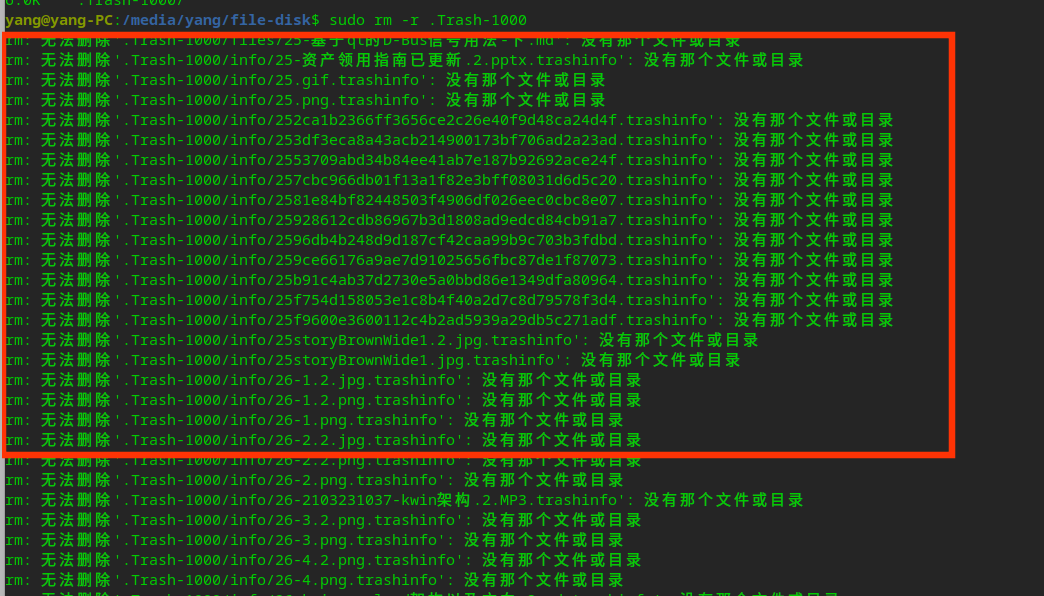 yang@yang-PC:/media/yang/file-disk$ sudo rm -r .Trash-1000
rm: 无法删除'.Trash-1000/files/25-基于qt的D-Bus信号用法-下.md': 没有那个文件或目录
rm: 无法删除'.Trash-1000/info/25-资产领用指南已更新.2.pptx.trashinfo': 没有那个文件或目录
rm: 无法删除'.Trash-1000/info/25.gif.trashinfo': 没有那个文件或目录
rm: 无法删除'.Trash-1000/info/25.png.trashinfo': 没有那个文件或目录
rm: 无法删除'.Trash-1000/info/252ca1b2366ff3656ce2c26e40f9d48ca24d4f.trashinfo': 没有那个文件或目录
rm: 无法删除'.Trash-1000/info/253df3eca8a43acb214900173bf706ad2a23ad.trashinfo': 没有那个文件或目录
rm: 无法删除'.Trash-1000/info/2553709abd34b84ee41ab7e187b92692ace24f.trashinfo': 没有那个文件或目录
rm: 无法删除'.Trash-1000/info/257cbc966db01f13a1f82e3bff08031d6d5c20.trashinfo': 没有那个文件或目录
rm: 无法删除'.Trash-1000/info/2581e84bf82448503f4906df026eec0cbc8e07.trashinfo': 没有那个文件或目录
rm: 无法删除'.Trash-1000/info/25928612cdb86967b3d1808ad9edcd84cb91a7.trashinfo': 没有那个文件或目录
rm: 无法删除'.Trash-1000/info/2596db4b248d9d187cf42caa99b9c703b3fdbd.trashinfo': 没有那个文件或目录
rm: 无法删除'.Trash-1000/info/259ce66176a9ae7d91025656fbc87de1f87073.trashinfo': 没有那个文件或目录
rm: 无法删除'.Trash-1000/info/25b91c4ab37d2730e5a0bbd86e1349dfa80964.trashinfo': 没有那个文件或目录
rm: 无法删除'.Trash-1000/info/25f754d158053e1c8b4f40a2d7c8d79578f3d4.trashinfo': 没有那个文件或目录
rm: 无法删除'.Trash-1000/info/25f9600e3600112c4b2ad5939a29db5c271adf.trashinfo': 没有那个文件或目录
rm: 无法删除'.Trash-1000/info/25storyBrownWide1.2.jpg.trashinfo': 没有那个文件或目录
rm: 无法删除'.Trash-1000/info/25storyBrownWide1.jpg.trashinfo': 没有那个文件或目录
rm: 无法删除'.Trash-1000/info/26-1.2.jpg.trashinfo': 没有那个文件或目录
rm: 无法删除'.Trash-1000/info/26-1.2.png.trashinfo': 没有那个文件或目录
rm: 无法删除'.Trash-1000/info/26-1.png.trashinfo': 没有那个文件或目录
rm: 无法删除'.Trash-1000/info/26-2.2.jpg.trashinfo': 没有那个文件或目录
rm: 无法删除'.Trash-1000/info/26-2.2.png.trashinfo': 没有那个文件或目录
rm: 无法删除'.Trash-1000/info/26-2.png.trashinfo': 没有那个文件或目录
rm: 无法删除'.Trash-1000/info/26-2103231037-kwin架构.2.MP3.trashinfo': 没有那个文件或目录
rm: 无法删除'.Trash-1000/info/26-3.2.png.trashinfo': 没有那个文件或目录
rm: 无法删除'.Trash-1000/info/26-3.png.trashinfo': 没有那个文件或目录
rm: 无法删除'.Trash-1000/info/26-4.2.png.trashinfo': 没有那个文件或目录
rm: 无法删除'.Trash-1000/info/26-4.png.trashinfo': 没有那个文件或目录